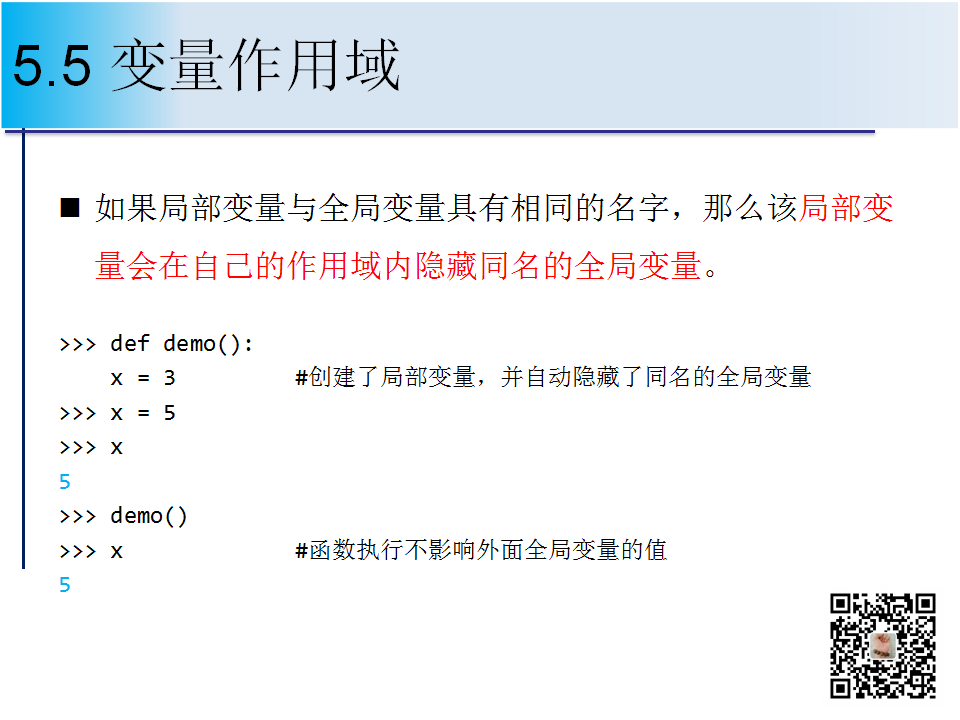 5.5 变量作用域
■ 如果局部变量与全局变量具有相同的名字，那么该局部变
量会在自己的作用域内隐藏同名的全局变量。
>>> def demo():
    x = 3         #创建了局部变量，并自动隐藏了同名的全局变量
>>> x = 5
>>> x
5
>>> demo()
>>> x             #函数执行不影响外面全局变量的值
5